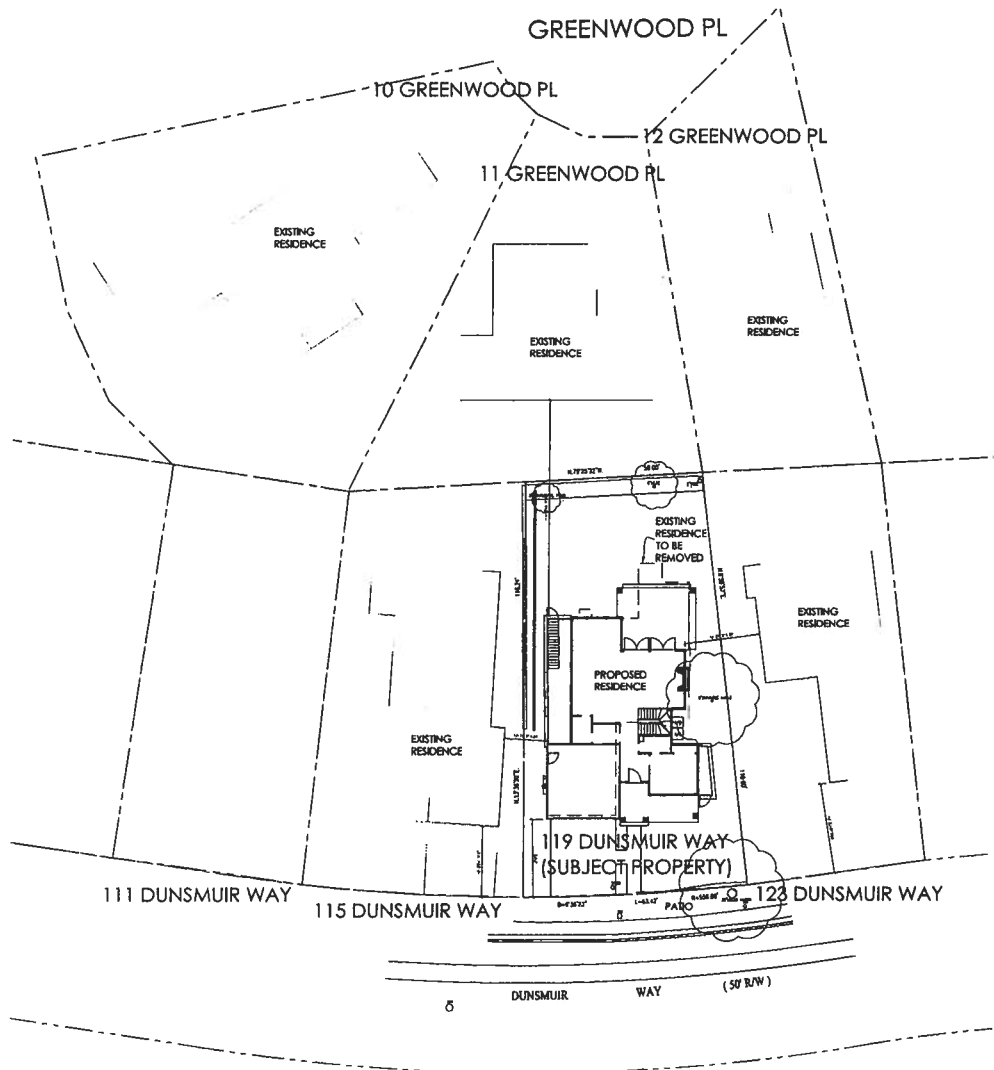 GREENWOOD PL
10 GREENWOOD PL
12 GREENWOOD PL
11 GREENWOOD PL
EXISTING
RESIDENCE
EXISTING
RESIDENCE
EXISTING
RESIDENCE
EXISTING
RESIDENCE
TO BE
REMOVED
EXISTING
RESIDENCE
PROPOSED
RESIDENCE
EXISTING
RESIDENCE
119 DUNSMUIR WAY
(SUBJECT PROPERTY)
111 DUNSMUIR WAY
115 DUNSMUIR WAY
123 DUNSMUIR WAY
PATIO
DUNSMUIR WAY (50' R/W)